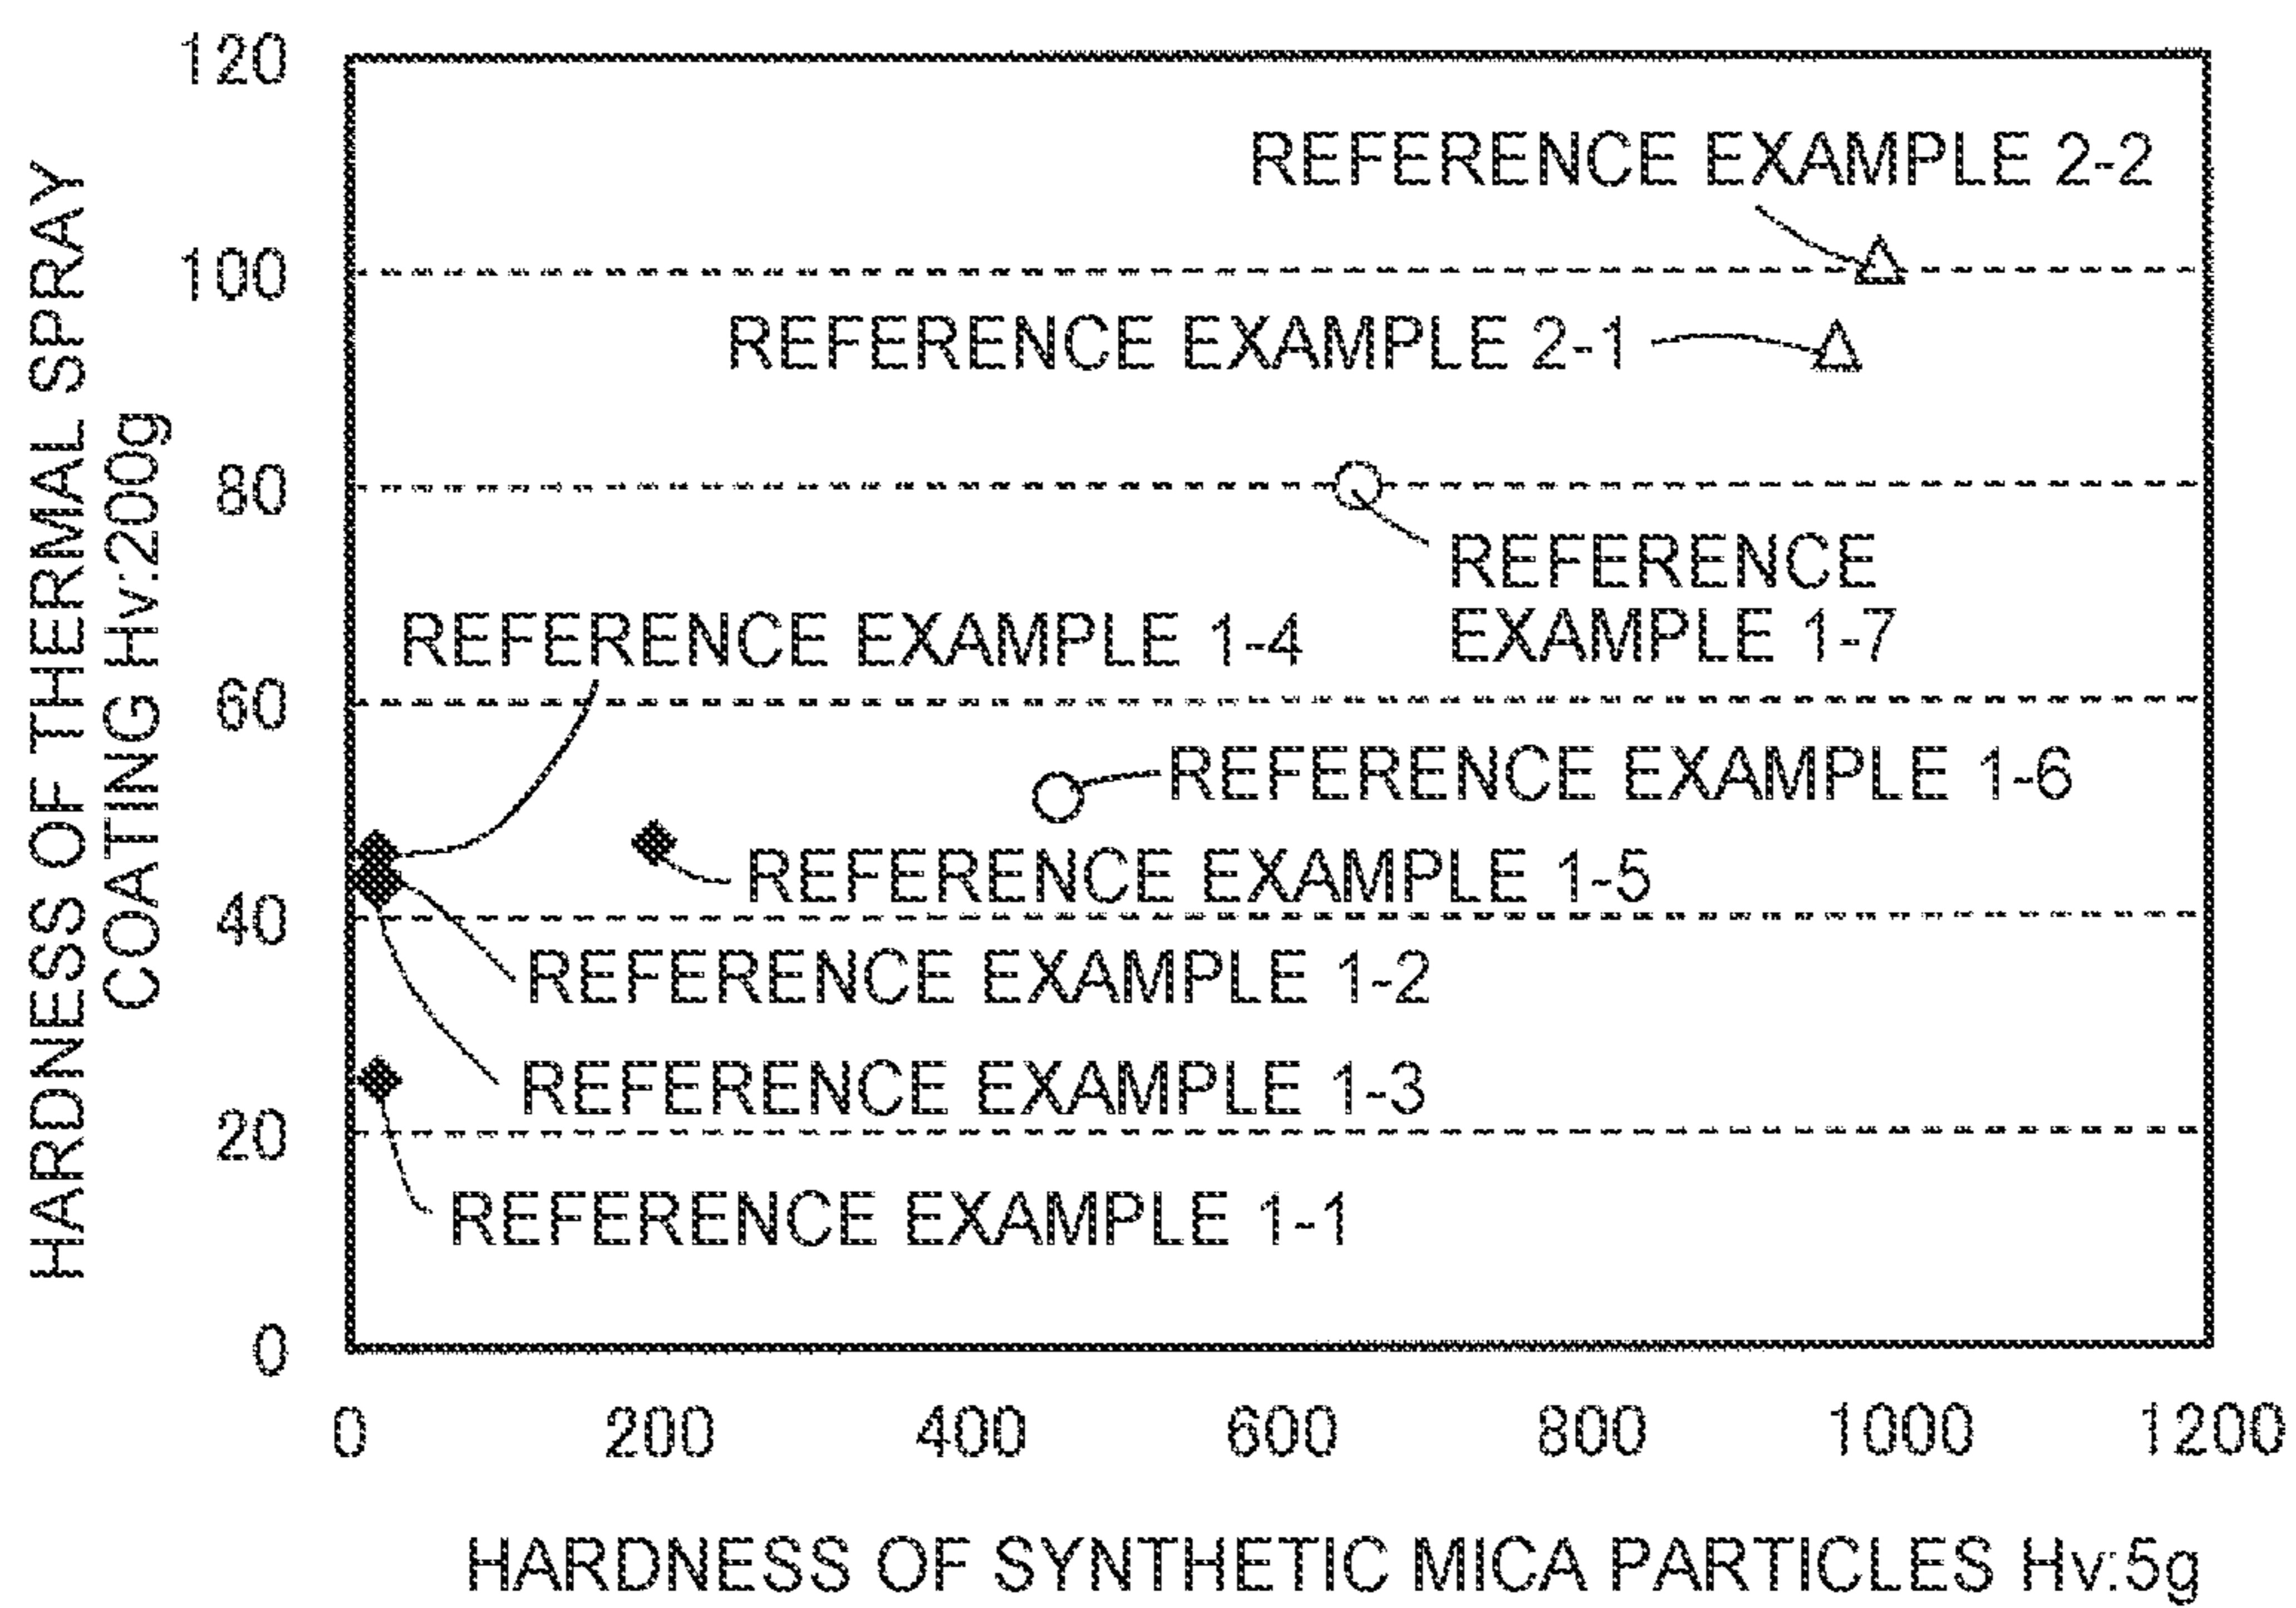 HARDNESS OF THERMAL SPRAY
COATING Hv:200g
120
100
80
60
40
20
0
REFERENCE EXAMPLE 2-2
REFERENCE EXAMPLE 2-1
REFERENCE
EXAMPLE 1-7
REFERENCE EXAMPLE 1-4
REFERENCE EXAMPLE 1-6
REFERENCE EXAMPLE 1-5
REFERENCE EXAMPLE 1-2
REFERENCE EXAMPLE 1-3
REFERENCE EXAMPLE 1-1
0 200 400 600 800 1000 1200
HARDNESS OF SYNTHETIC MICA PARTICLES Hv:5g